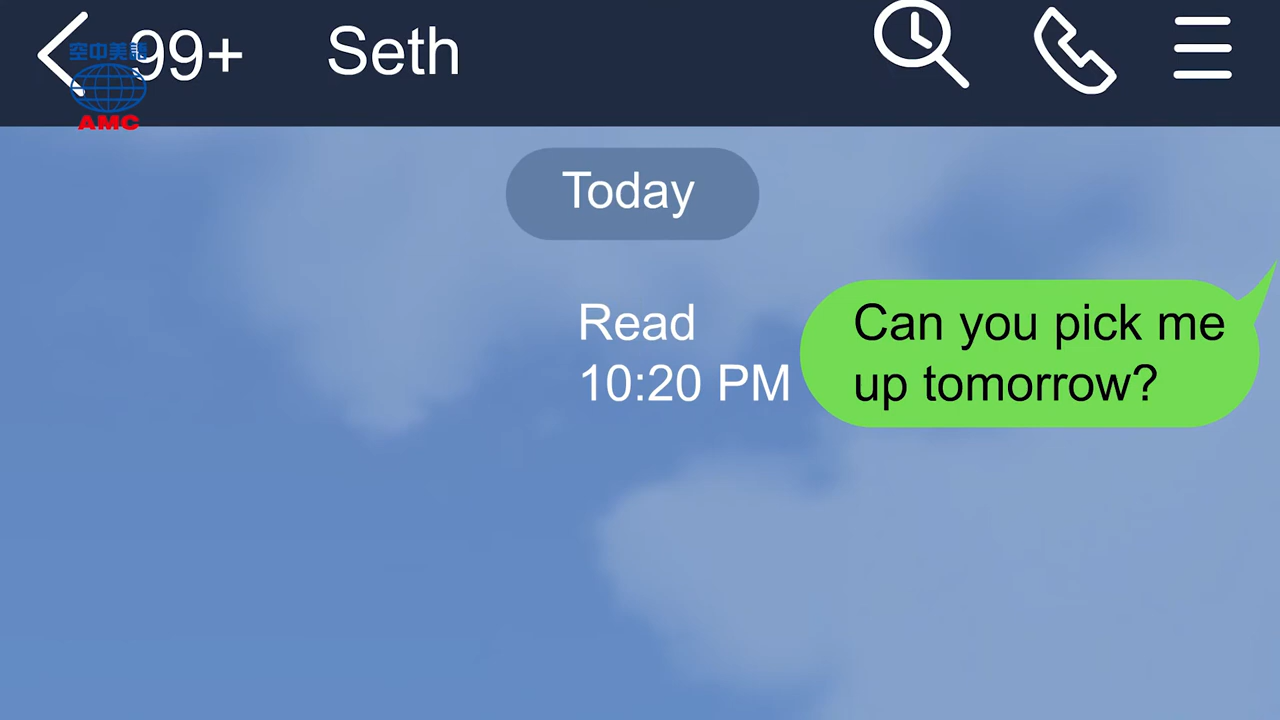 99+ Seth
空中美語
AMC
Today
Read
10:20 PM
Can you pick me
up tomorrow?